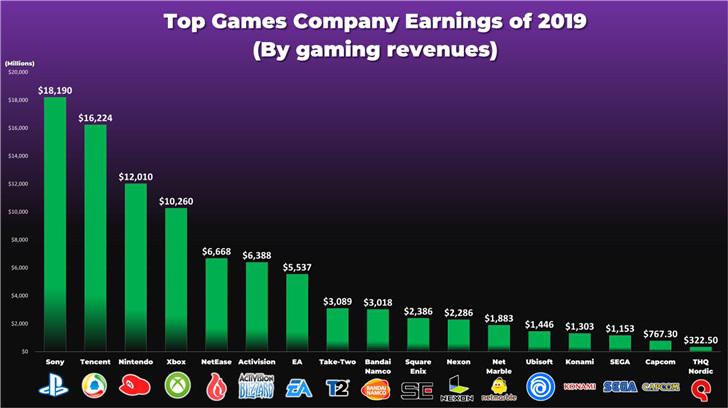 Top Games Company Earnings of 2019
(By gaming revenues)
(Millions)
$20,000
$18,000
$16,000
$14,000
$12,000
$10,000
$8,000
$6,000
$4,000
$2,000
$0
$18,190
$16,224
$12,010
$10,260
$6,668
$6,388
$5,537
$3,089
$3,018
$2,386
$2,286
$1,883
$1,446
$1,303
$1,153
$767.30
$322.50
Sony
Tencent
Nintendo
Xbox
NetEase
Activision
EA
Take-Two
Bandai
Namco
Square
Enix
Nexon
Net
Marble
Ubisoft
Konami
SEGA
Capcom
THQ
Nordic
ACTIVISION
BLIZZARD
EA
T2
BANDAI
NAMCO
SE
NEXON
netmarble
KONAMI
SEGA
CAPCOM